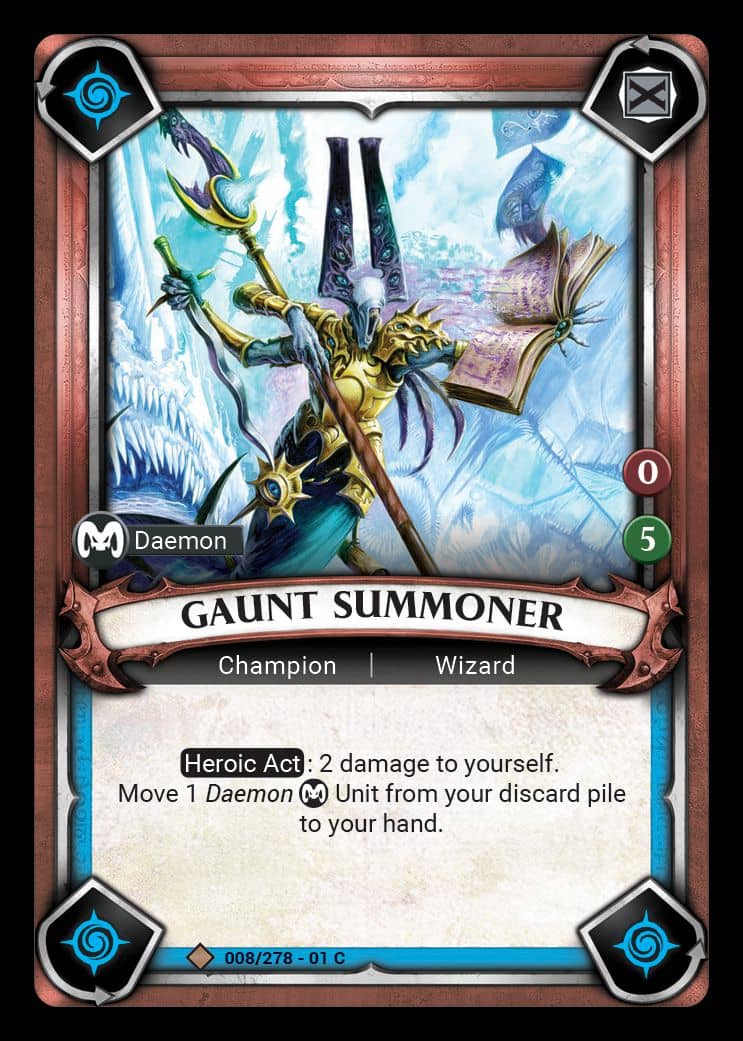 0
Daemon
5
GAUNT SUMMONER
Champion | Wizard
Heroic Act: 2 damage to yourself.
Move 1 Daemon Unit from your discard pile
to your hand.
008/278 - 01 C